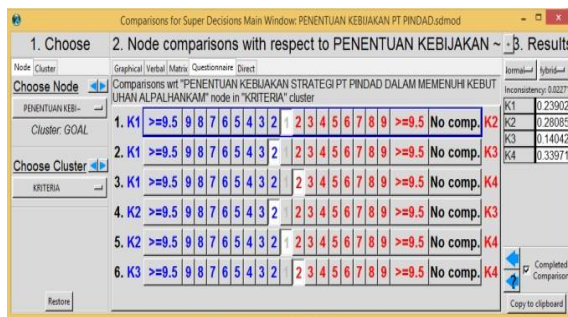 Comparisons for Super Decisions Main Window: PENENTUAN KEBIJAKAN PT PINDAD.sdmod
1. Choose
2. Node comparisons with respect to PENENTUAN KEBIJAKAN ~
3. Results
Node Cluster
Graphical Verbal Matrix Questionnaire Direct
Choose Node
PENENTUAN KEBI~
Cluster: GOAL
Choose Cluster
KRITERIA
Restore
Comparisons wrt "PENENTUAN KEBIJAKAN STRATEGI PT PINDAD DALAM MEMENUHI KEBUT
UHAN ALPALHANKAM" node in "KRITERIA" cluster
1. K1 >=9.5 9 8 7 6 5 4 3 2 1 2 3 4 5 6 7 8 9 >=9.5 No comp. K2
2. K1 >=9.5 9 8 7 6 5 4 3 2 1 2 3 4 5 6 7 8 9 >=9.5 No comp. K3
3. K1 >=9.5 9 8 7 6 5 4 3 2 1 2 3 4 5 6 7 8 9 >=9.5 No comp. K4
4. K2 >=9.5 9 8 7 6 5 4 3 2 1 2 3 4 5 6 7 8 9 >=9.5 No comp. K3
5. K2 >=9.5 9 8 7 6 5 4 3 2 1 2 3 4 5 6 7 8 9 >=9.5 No comp. K4
6. K3 >=9.5 9 8 7 6 5 4 3 2 1 2 3 4 5 6 7 8 9 >=9.5 No comp. K4
Inconsistency: 0.0227
K1 0.23902
K2 0.28085
K3 0.14042
K4 0.33971
Completed
Comparison
Copy to clipboard